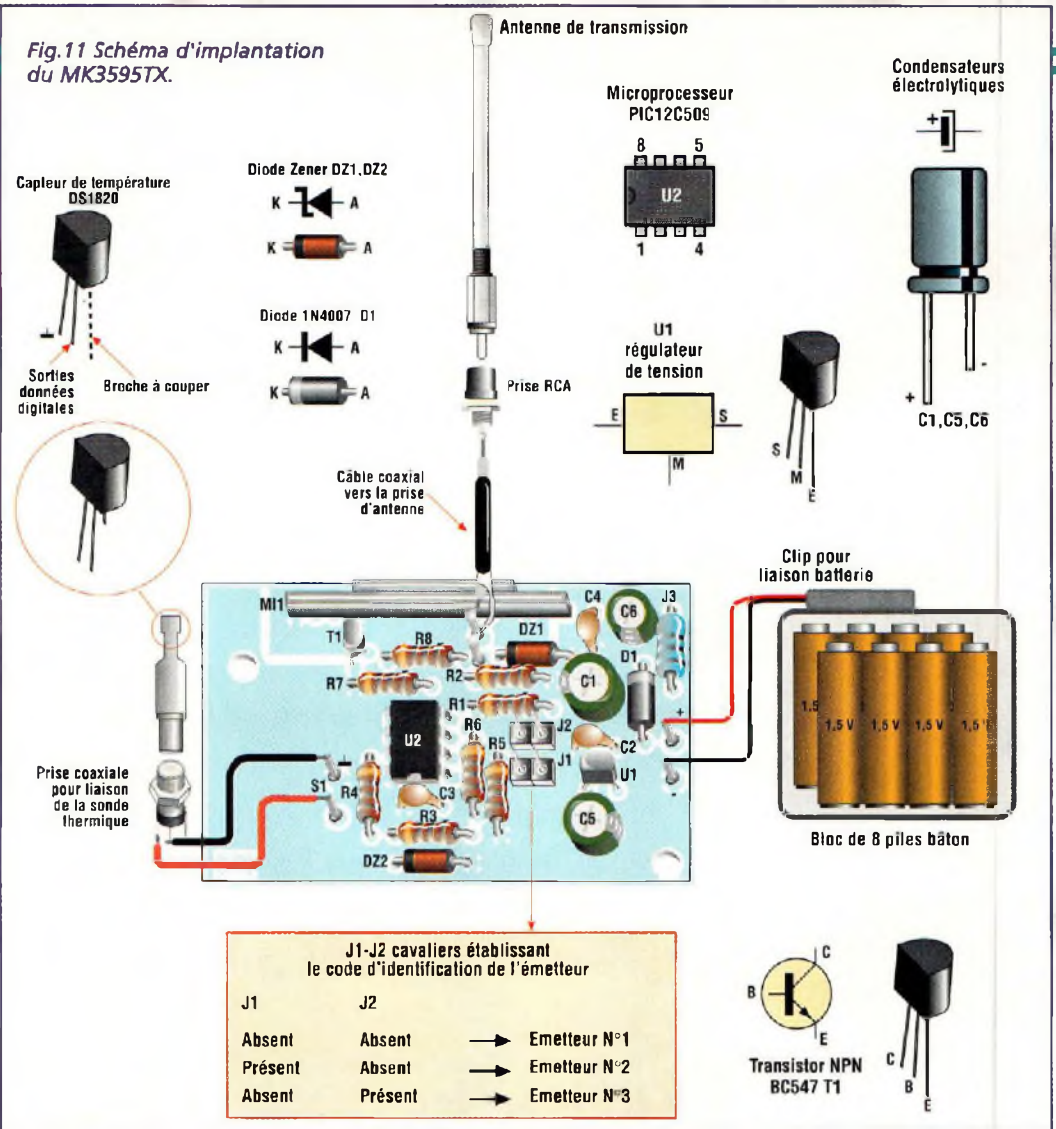 Fig.11 Schéma d'implantation
du MK3595TX.
Antenne de transmission
Condensateurs
électrolytiques
+
Microprocesseur
PIC12C509
8 5
U2
1 4
Capteur de température
DS1820
Sorties
données
digitales
Broche à couper
Diode Zener DZ1,DZ2
K A
K A
Diode 1N4007 D1
K A
K A
Prise RCA
U1
régulateur
de tension
E S
M
S
M
E
+ -
C1,C5,C6
Câble coaxial
vers la prise
d'antenne
Clip pour
liaison batterie
MI1
T1
R8
DZ1
C4
C6
J3
R7
R2
C1
D1
R1
U2
R6
R5
J2
J1
C2
U1
+
-
S1
R4
C3
R3
C5
DZ2
Prise coaxiale
pour liaison
de la sonde
thermique
1,5
1,5 V 1,5 V 1,5 V 1,5 V
Bloc de 8 piles bâton
J1-J2 cavaliers établissant
le code d'identification de l'émetteur
J1 J2
Absent Absent Emetteur N°1
Présent Absent Emetteur N°2
Absent Présent Emetteur N°3
C
B
E
Transistor NPN
BC547 T1
C
B
E